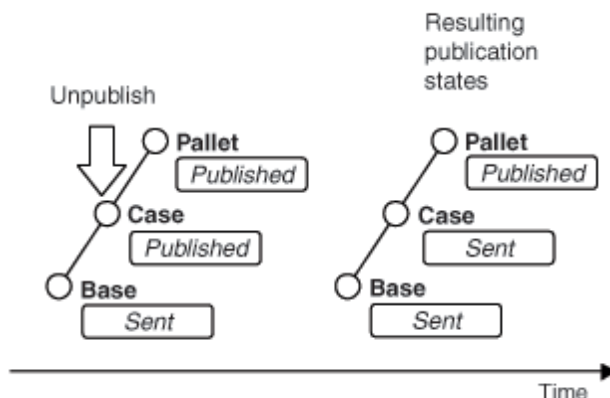 Resulting
publication
states
Unpublish
Pallet
Published
Case
Published
Base
Sent
Pallet
Published
Case
Sent
Base
Sent
Time